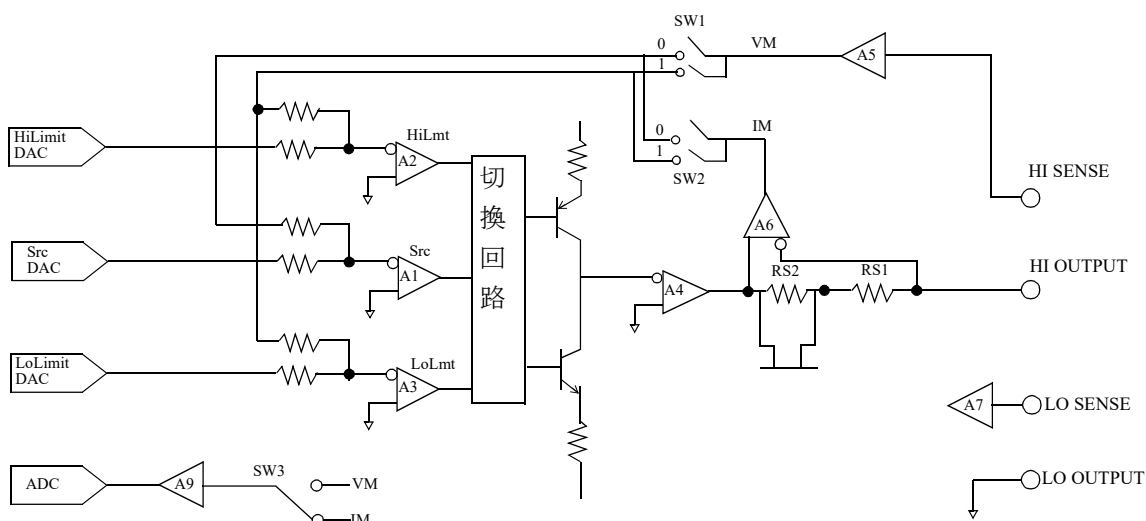 SW1
0
1
VM
A5
HiLimit
DAC
HiLmt
A2
0
1
IM
SW2
HI SENSE
切
換
回
路
A6
Src
DAC
Src
A1
A4
RS2
RS1
HI OUTPUT
LoLimit
DAC
LoLmt
A3
A7
LO SENSE
ADC
A9
SW3
VM
IM
LO OUTPUT